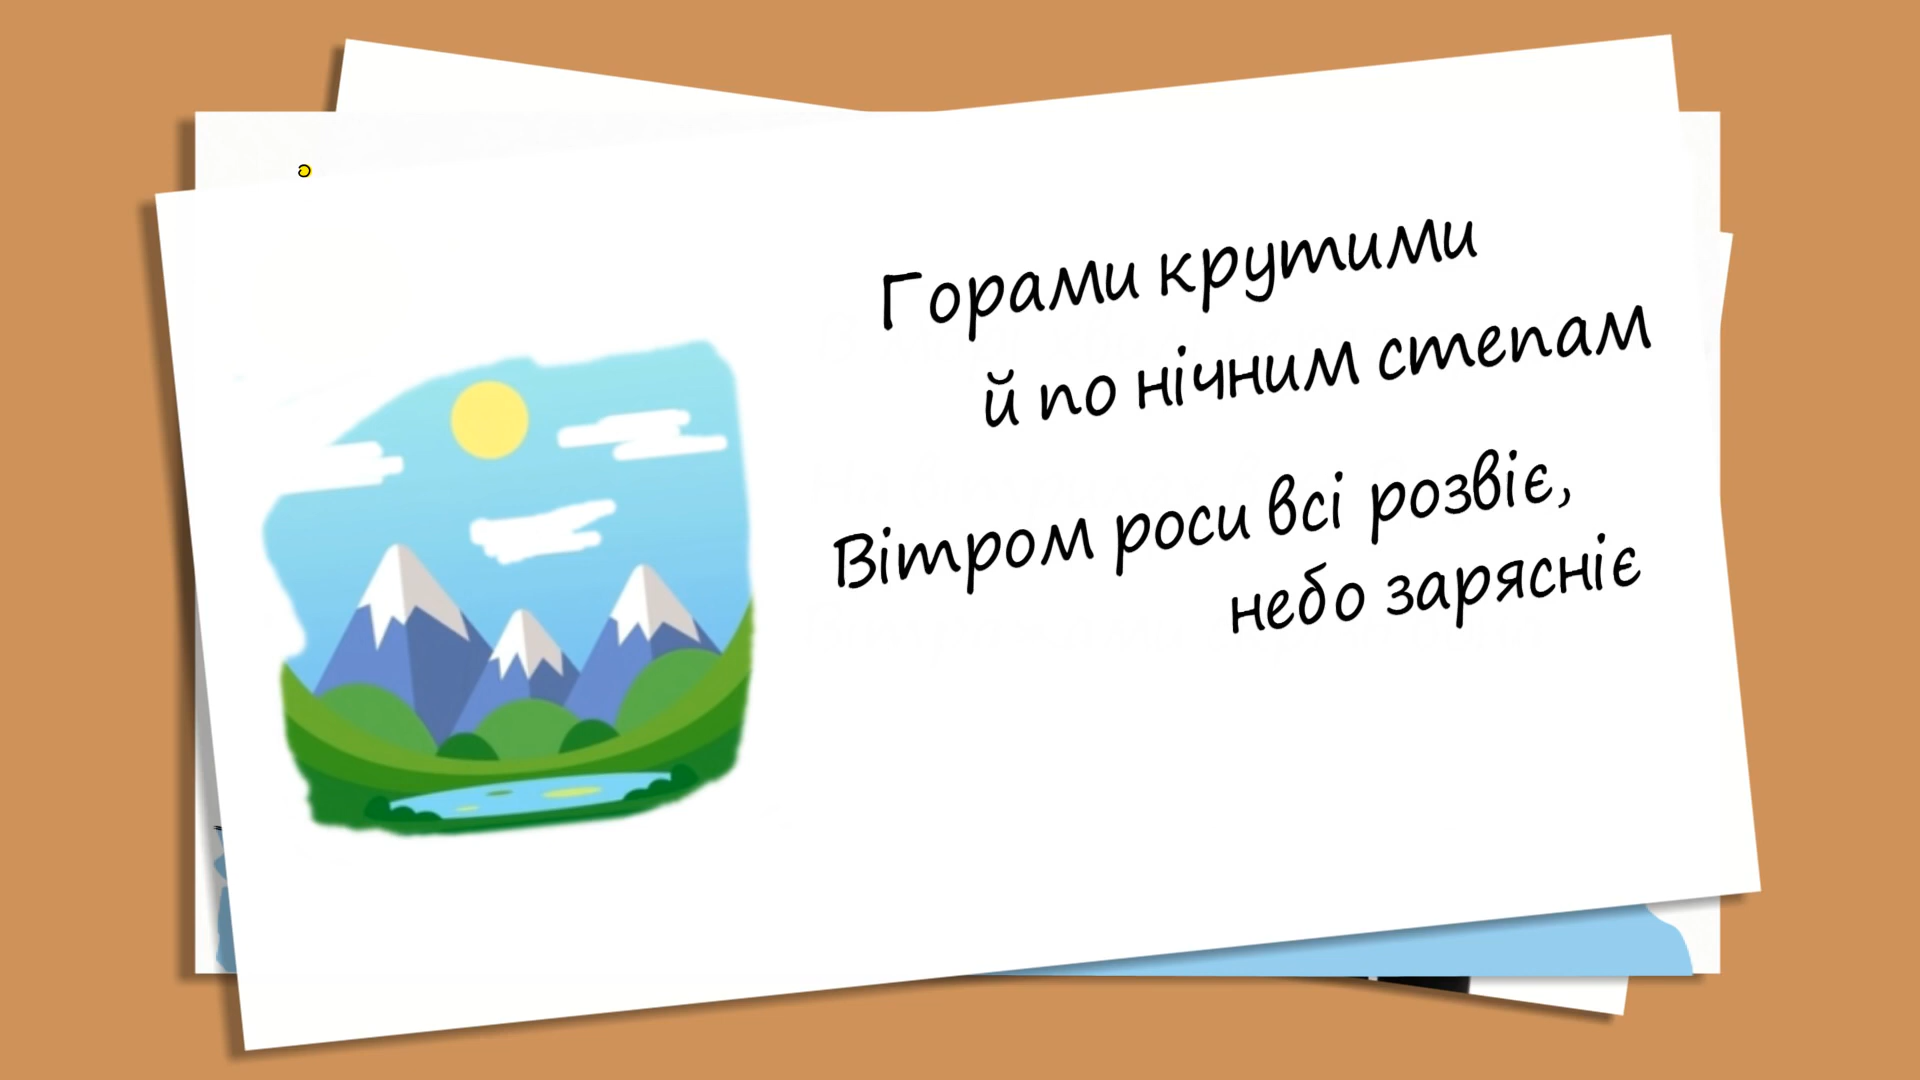 Горами крутими
й по нічним степам
Вітром роси всі розвіє,
небо зарясніє